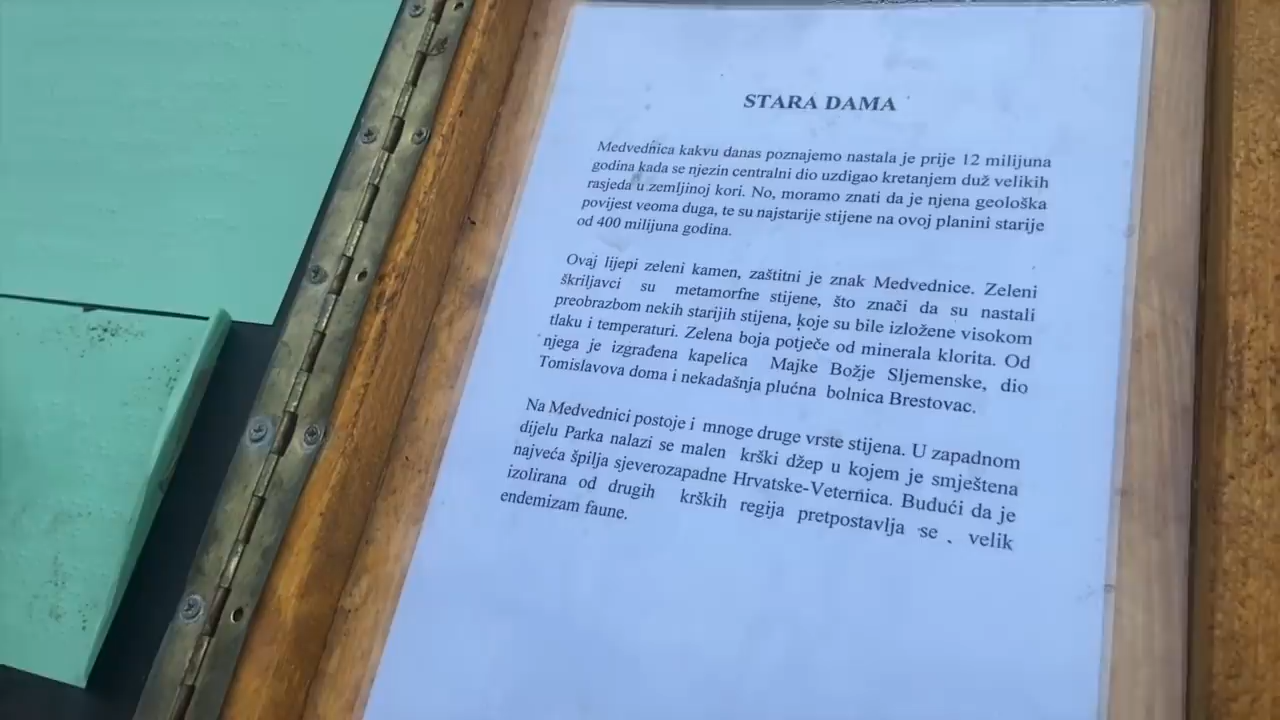 STARA DAMA
Medvednica kakvu danas poznajemo nastala je prije 12 milijuna
godina kada se njezin centralni dio uzdigao kretanjem duž velikih
rasjeda u zemljinoj kori. No, moramo znati da je njena geološka
povijest veoma duga, te su najstarije stijene na ovoj planini starije
od 400 milijuna godina.
Ovaj lijepi zeleni kamen, zaštitni je znak Medvednice. Zeleni
škriljavci su metamorfne stijene, što znači da su nastali
preobrazbom nekih starijih stijena, koje su bile izložene visokom
tlaku i temperaturi. Zelena boja potječe od minerala klorita. Od
njega je izgrađena kapelica Majke Božje Sljemenske, dio
Tomislavova doma i nekadašnja plućna bolnica Brestovac.
Na Medvednici postoje i mnoge druge vrste stijena. U zapadnom
dijelu Parka nalazi se malen krški džep u kojem je smještena
najveća špilja sjeverozapadne Hrvatske-Veternica. Budući da je
izolirana od drugih krških regija pretpostavlja se velik
endemizam faune.